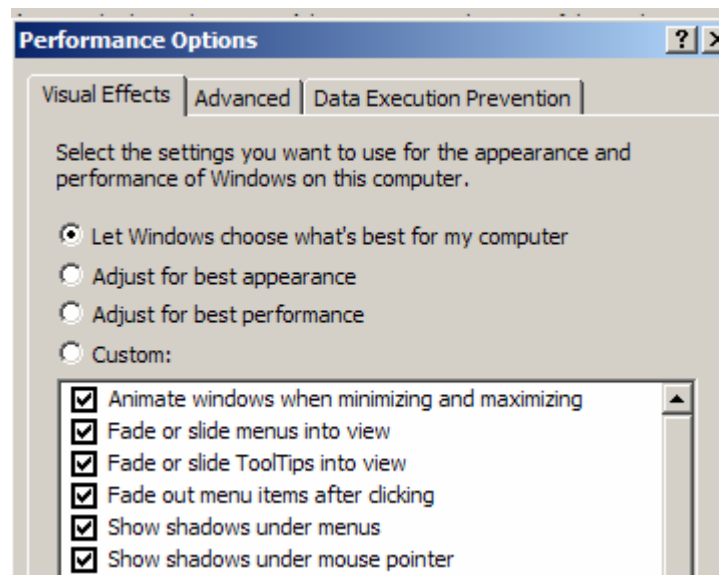 Performance Options
Visual Effects Advanced Data Execution Prevention
Select the settings you want to use for the appearance and
performance of Windows on this computer.
Let Windows choose what's best for my computer
Adjust for best appearance
Adjust for best performance
Custom:
Animate windows when minimizing and maximizing
Fade or slide menus into view
Fade or slide ToolTips into view
Fade out menu items after clicking
Show shadows under menus
Show shadows under mouse pointer